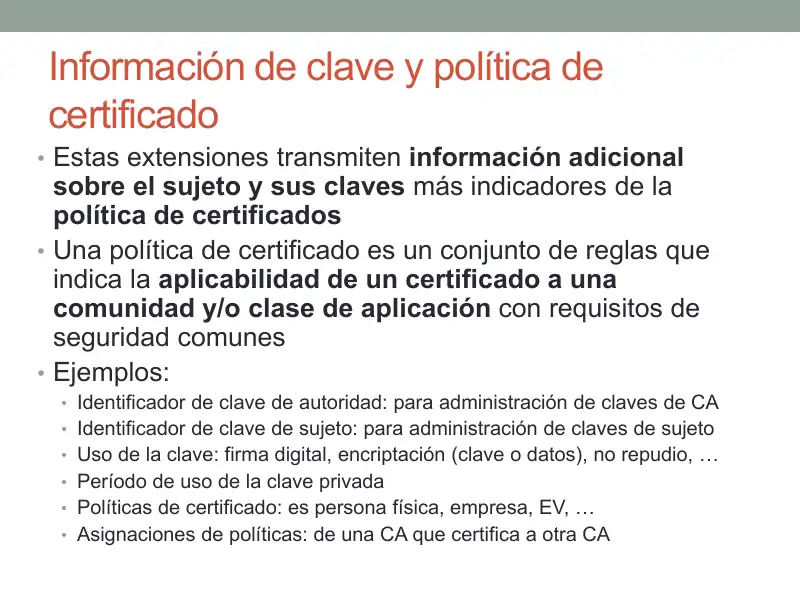 Información de clave y política de
certificado
• Estas extensiones transmiten información adicional
sobre el sujeto y sus claves más indicadores de la
política de certificados
• Una política de certificado es un conjunto de reglas que
indica la aplicabilidad de un certificado a una
comunidad y/o clase de aplicación con requisitos de
seguridad comunes
• Ejemplos:
• Identificador de clave de autoridad: para administración de claves de CA
• Identificador de clave de sujeto: para administración de claves de sujeto
• Uso de la clave: firma digital, encriptación (clave o datos), no repudio, …
• Período de uso de la clave privada
• Políticas de certificado: es persona física, empresa, EV, …
• Asignaciones de políticas: de una CA que certifica a otra CA